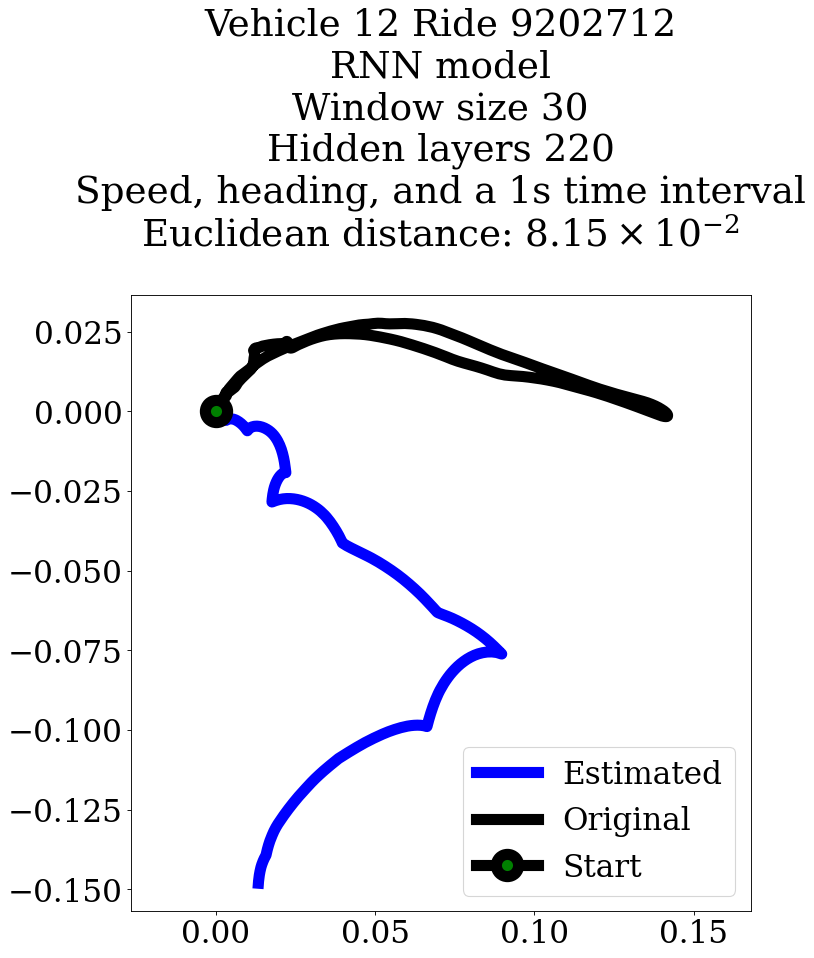 Vehicle 12 Ride 9202712
RNN model
Window size 30
Hidden layers 220
Speed, heading, and a 1s time interval
Euclidean distance: 8.15 × 10⁻²
0.025
0.000
−0.025
−0.050
−0.075
−0.100
−0.125
−0.150
Estimated
Original
Start
0.00 0.05 0.10 0.15